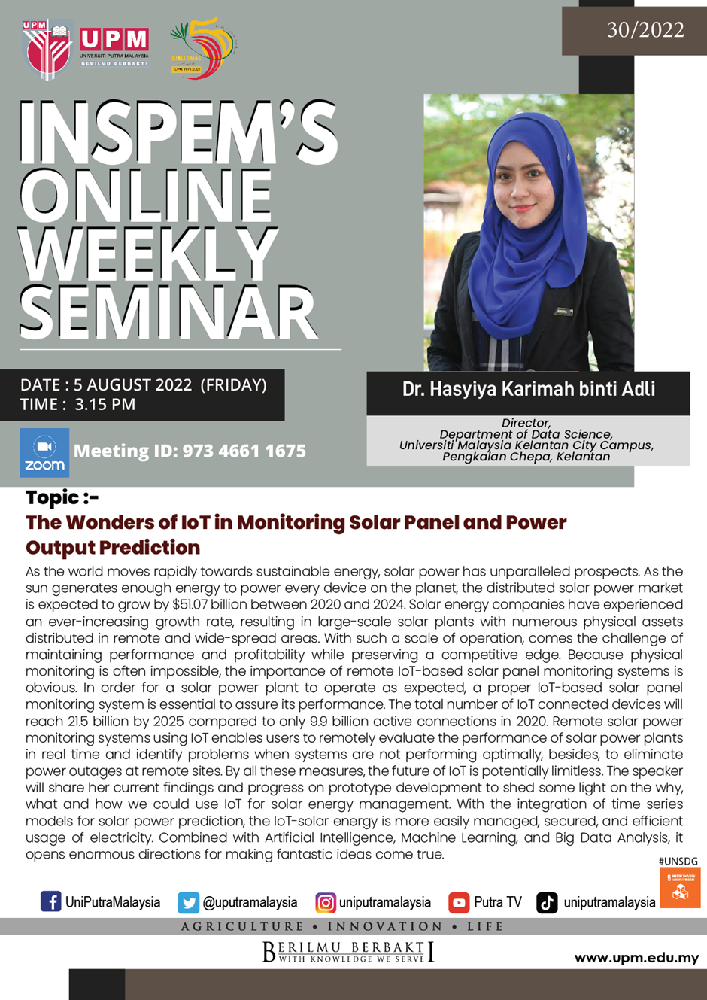 30/2022
UPM
UPM
UNIVERSITI PUTRA MALAYSIA
BERILMU BERBAKTI
JUBLI EMAS
UPM 1971-2021
INSPEM'S
ONLINE
WEEKLY
SEMINAR
DATE : 5 AUGUST 2022 (FRIDAY)
TIME : 3.15 PM
zoom
Meeting ID: 973 4661 1675
Dr. Hasyiya Karimah binti Adli
Director,
Department of Data Science,
Universiti Malaysia Kelantan City Campus,
Pengkalan Chepa, Kelantan
Topic :-
The Wonders of IoT in Monitoring Solar Panel and Power
Output Prediction
As the world moves rapidly towards sustainable energy, solar power has unparalleled prospects. As the
sun generates enough energy to power every device on the planet, the distributed solar power market
is expected to grow by $51.07 billion between 2020 and 2024. Solar energy companies have experienced
an ever-increasing growth rate, resulting in large-scale solar plants with numerous physical assets
distributed in remote and wide-spread areas. With such a scale of operation, comes the challenge of
maintaining performance and profitability while preserving a competitive edge. Because physical
monitoring is often impossible, the importance of remote IoT-based solar panel monitoring systems is
obvious. In order for a solar power plant to operate as expected, a proper IoT-based solar panel
monitoring system is essential to assure its performance. The total number of IoT connected devices will
reach 21.5 billion by 2025 compared to only 9.9 billion active connections in 2020. Remote solar power
monitoring systems using IoT enables users to remotely evaluate the performance of solar power plants
in real time and identify problems when systems are not performing optimally, besides, to eliminate
power outages at remote sites. By all these measures, the future of IoT is potentially limitless. The speaker
will share her current findings and progress on prototype development to shed some light on the why,
what and how we could use IoT for solar energy management. With the integration of time series
models for solar power prediction, the IoT-solar energy is more easily managed, secured, and efficient
usage of electricity. Combined with Artificial Intelligence, Machine Learning, and Big Data Analysis, it
opens enormous directions for making fantastic ideas come true.
#UNSDG
9
UniPutraMalaysia
@uputramalaysia
uniputramalaysia
Putra TV
uniputramalaysia
AGRICULTURE • INNOVATION • LIFE
BERILMU BERBAKTI
WITH KNOWLEDGE WE SERVE
www.upm.edu.my